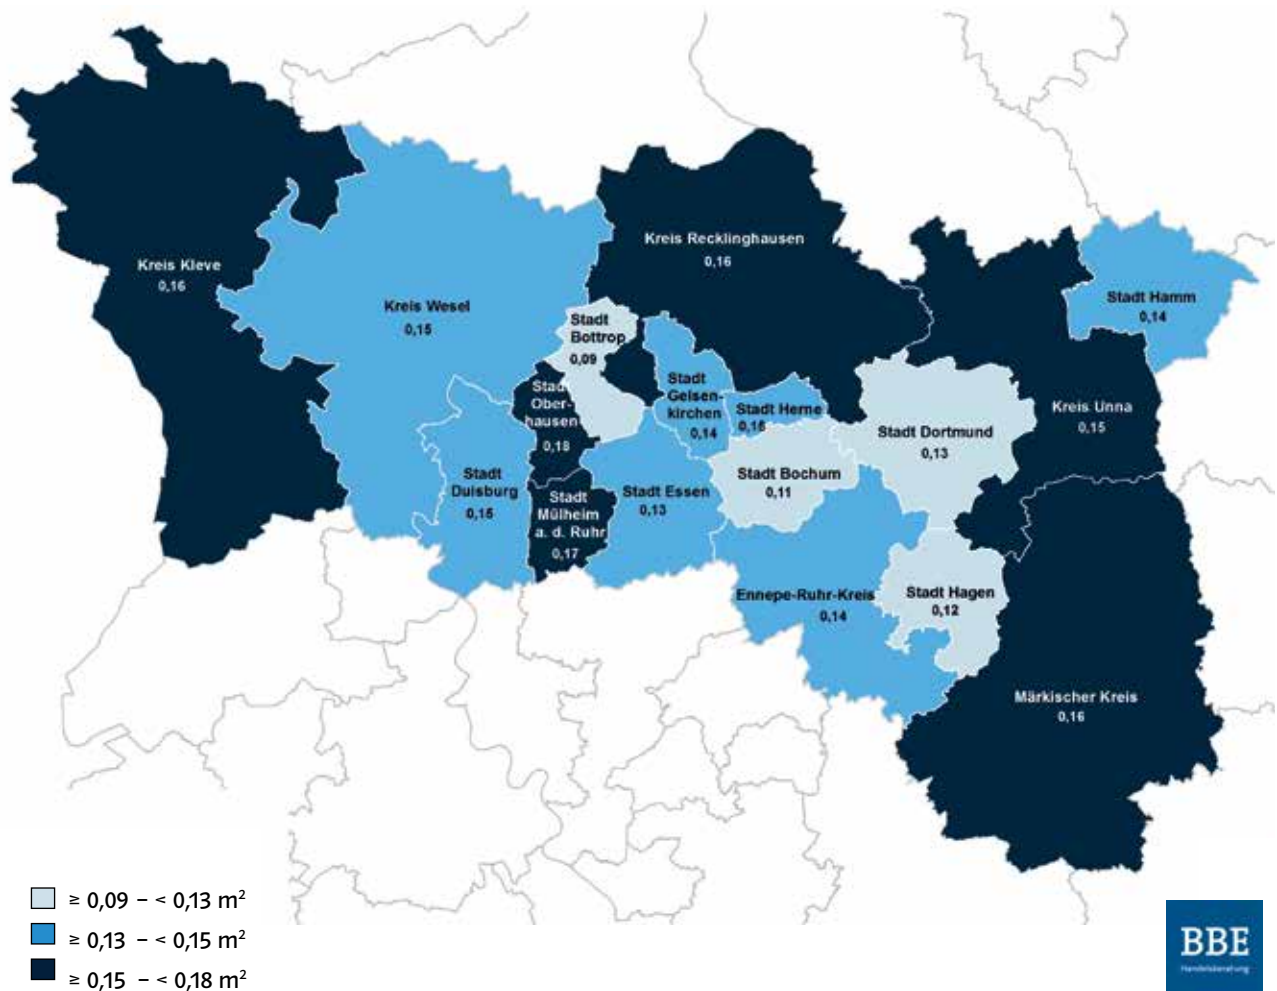 Kreis Kleve
0,16
Kreis Wesel
0,15
Kreis Recklinghausen
0,16
Stadt
Bottrop
0,09
Stadt Hamm
0,14
Stadt
Ober-
hausen
0,18
Stadt
Gelsen-
kirchen
0,14
Stadt Herne
0,15
Stadt Dortmund
0,13
Kreis Unna
0,15
Stadt
Duisburg
0,15
Stadt
Mülheim
a. d. Ruhr
0,17
Stadt Essen
0,13
Stadt Bochum
0,11
Ennepe-Ruhr-Kreis
0,14
Stadt Hagen
0,12
Märkischer Kreis
0,16
≥ 0,09 – < 0,13 m²
≥ 0,13 – < 0,15 m²
≥ 0,15 – < 0,18 m²
BBE
Handelsberatung